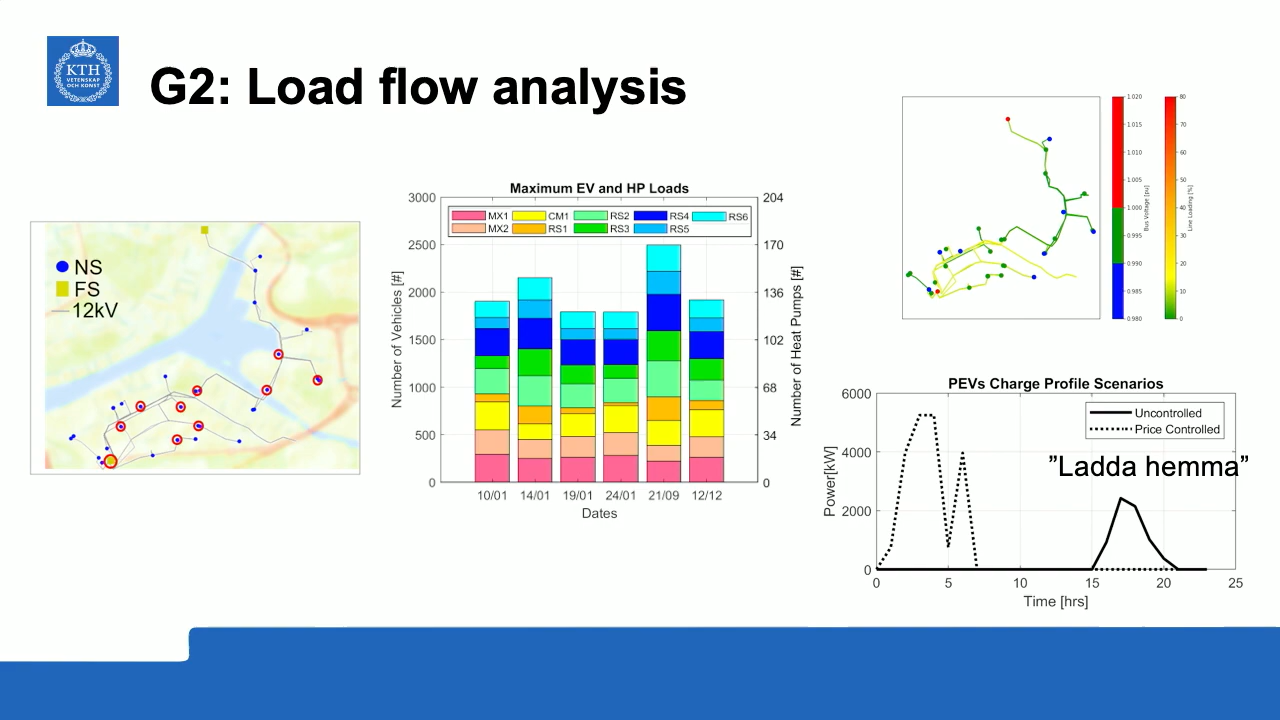 KTH
VETENSKAP
OCH KONST
G2: Load flow analysis
NS
FS
12kV
Maximum EV and HP Loads
MX1 CM1 RS2 RS4 RS6
MX2 RS1 RS3 RS5
3000
2500
2000
1500
1000
500
0
204
170
136
102
68
34
0
Number of Vehicles [#]
Number of Heat Pumps [#]
10/01 14/01 19/01 24/01 21/09 12/12
Dates
1.020
1.015
1.010
1.005
1.000
0.995
0.990
0.985
0.980
Bus Voltage [pu]
80
70
60
50
40
30
20
10
0
Line Loading [%]
PEVs Charge Profile Scenarios
Uncontrolled
Price Controlled
”Ladda hemma”
6000
4000
2000
0
Power[kW]
0 5 10 15 20 25
Time [hrs]